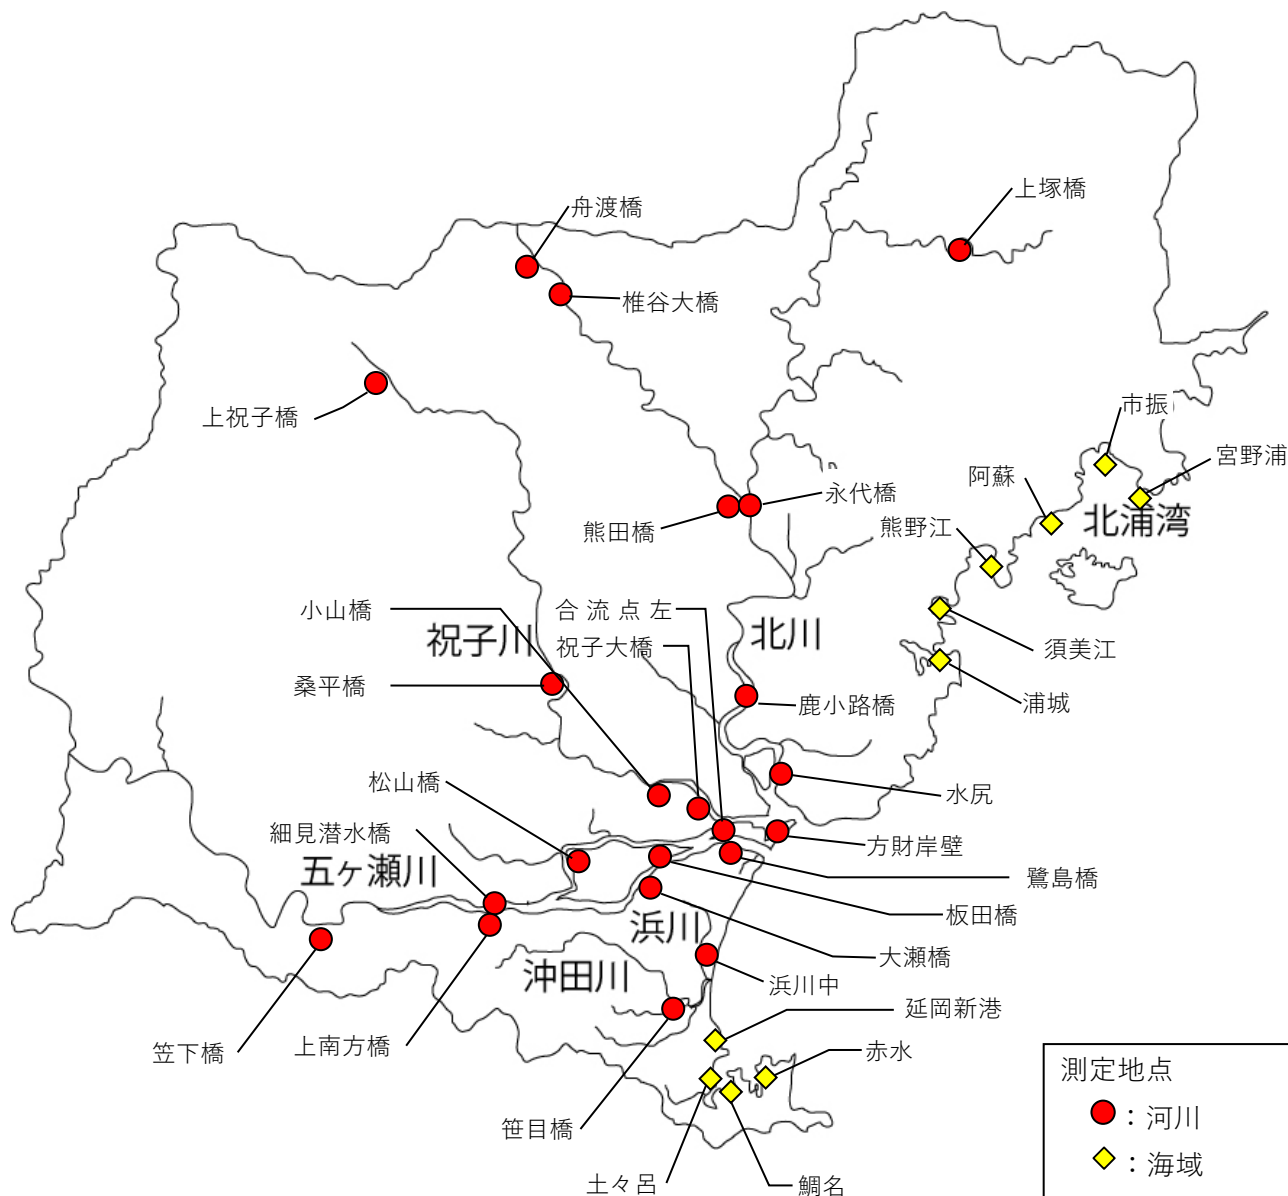 上塚橋
舟渡橋
椎谷大橋
上祝子橋
市振
宮野浦
阿蘇
永代橋
北浦湾
熊田橋
熊野江
小山橋
合流点左
祝子川
祝子大橋
北川
須美江
桑平橋
鹿小路橋
浦城
松山橋
水尻
細見潜水橋
方財岸壁
五ヶ瀬川
鷺島橋
板田橋
浜川
大瀬橋
沖田川
浜川中
延岡新港
笠下橋
上南方橋
赤水
笹目橋
土々呂
鯛名
測定地点
：河川
：海域